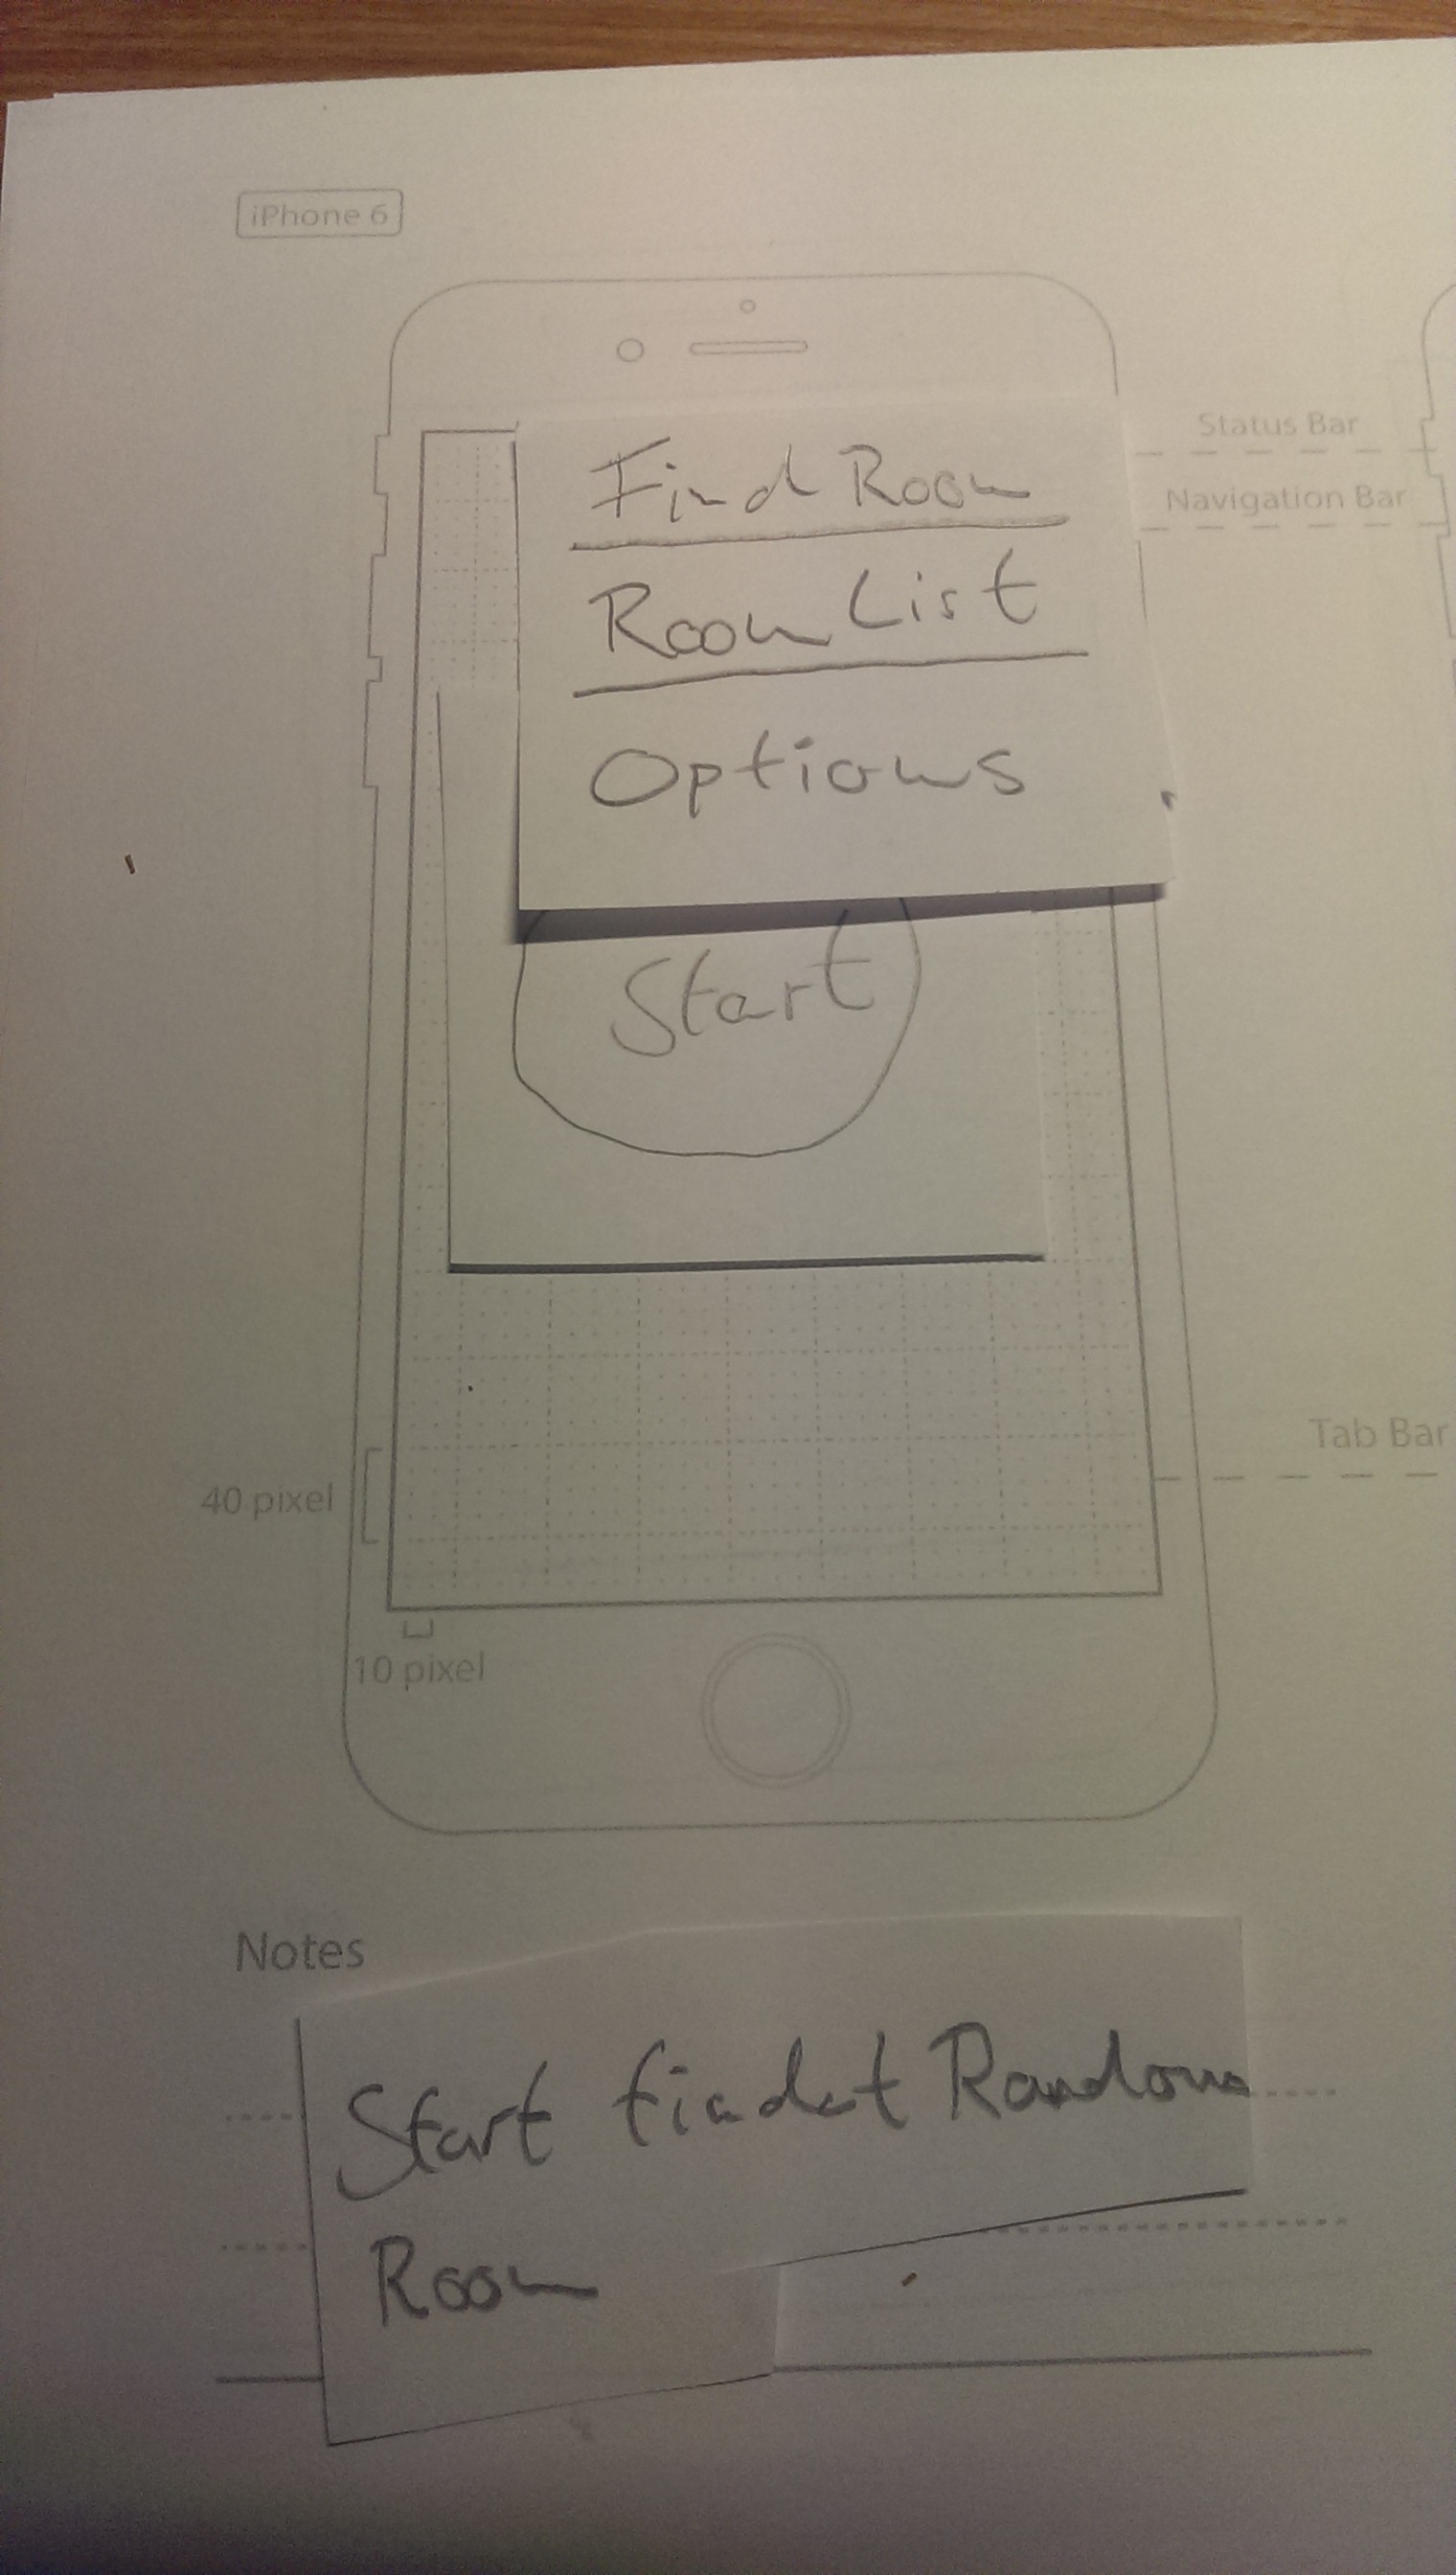 iPhone 6
Status Bar
Find Room
Navigation Bar
Room List
Options
Start
Tab Bar
40 pixel
10 pixel
Notes
Start findet Random
Room